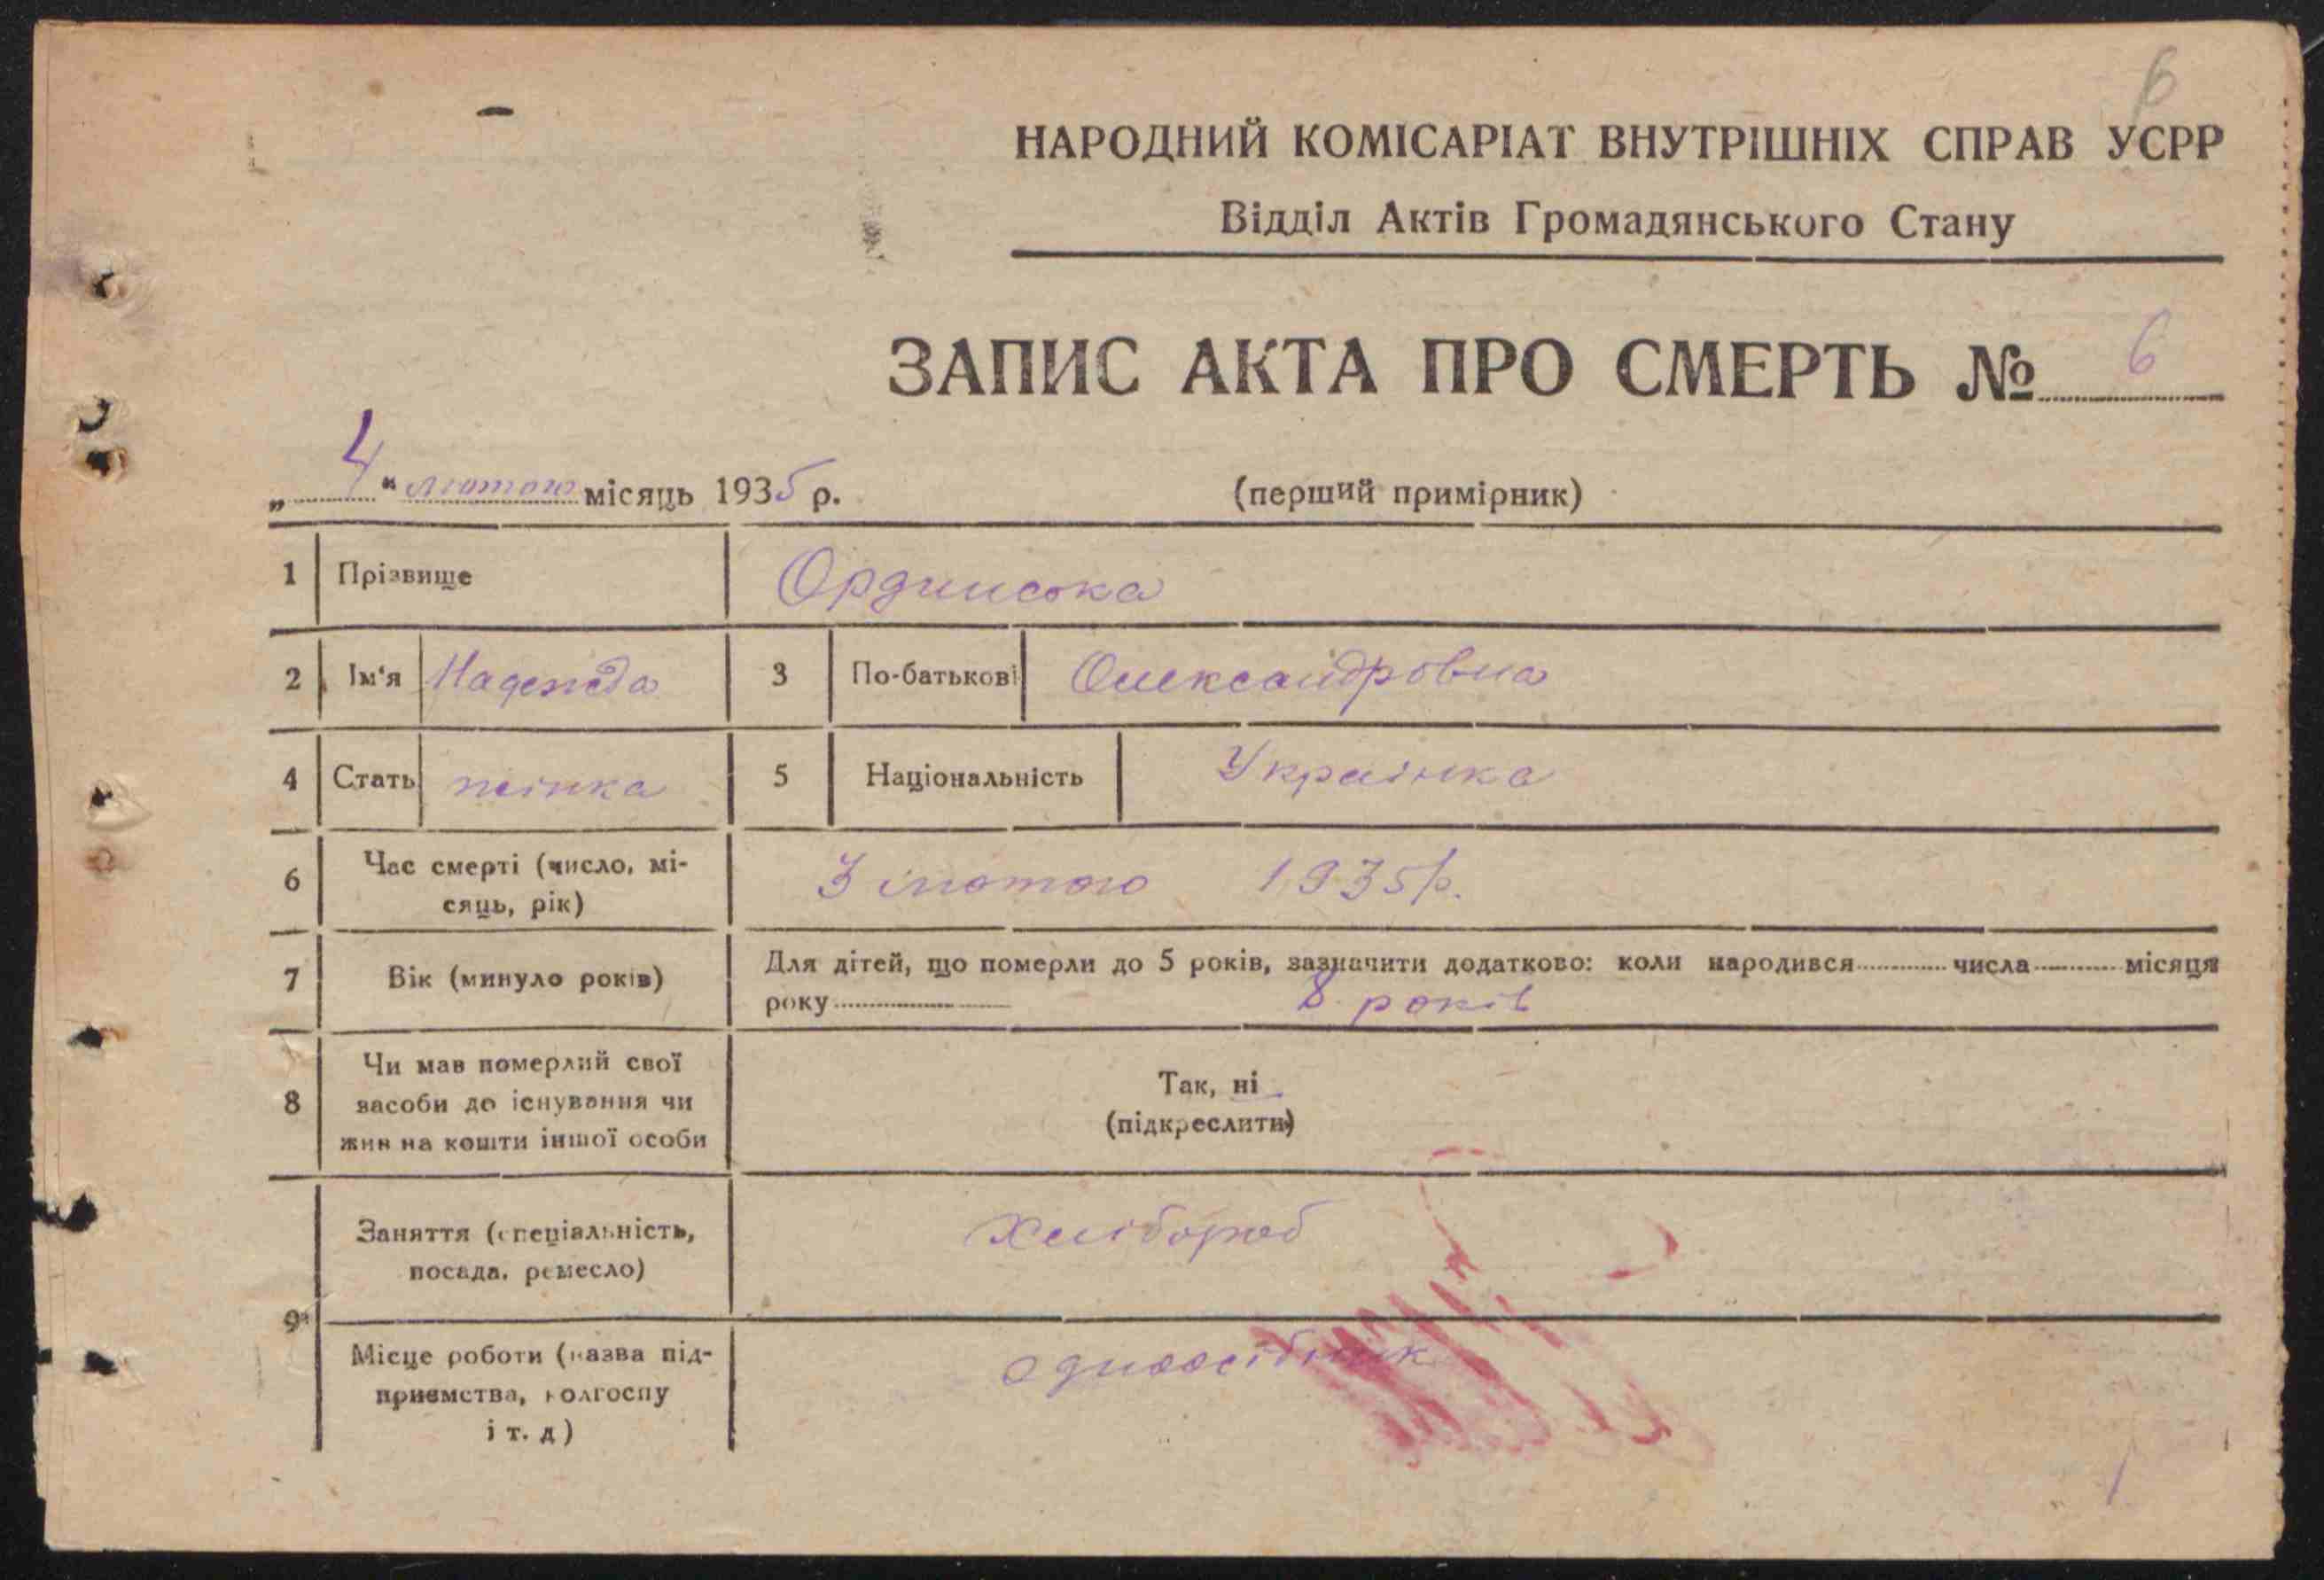 6
НАРОДНИЙ КОМІСАРІАТ ВНУТРІШНІХ СПРАВ УСРР
Відділ Актів Громадянського Стану
ЗАПИС АКТА ПРО СМЕРТЬ № 6
„4“ лютого місяць 1935 р.
(перший примірник)
1 Прізвище Ординська
2 Ім'я Надежда 3 По-батькові Олександровна
4 Стать жінка 5 Національність Українка
6 Час смерті (число, мі-
сяць, рік) 3 лютого 1935 р.
7 Вік (минуло років) Для дітей, що померли до 5 років, зазначити додатково: коли народився числа місяця
року 8 років
8 Чи мав померлий свої
засоби до існування чи
жив на кошти іншої особи
Так, ні
(підкреслити)
9
Заняття (спеціальність,
посада, ремесло) Хлібороб
Місце роботи (назва під-
приємства, колгоспу
і т. д) одноосібник